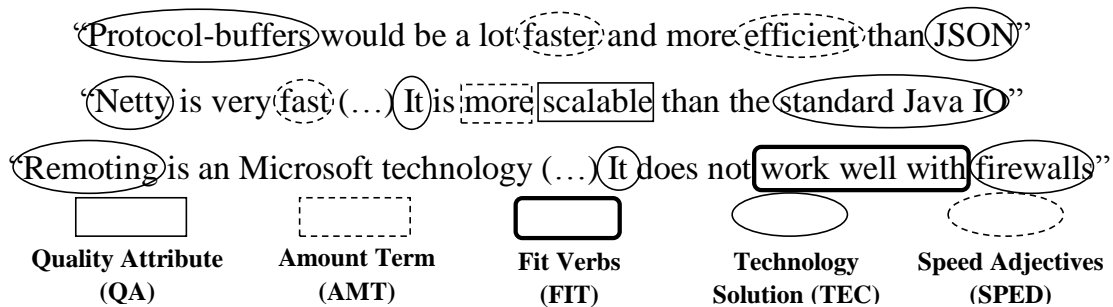 “Protocol-buffers would be a lot faster and more efficient than JSON”
“Netty is very fast (…) It is more scalable than the standard Java IO”
“Remoting is an Microsoft technology (…) It does not work well with firewalls”
Quality Attribute Amount Term Fit Verbs Technology Speed Adjectives
(QA) (AMT) (FIT) Solution (TEC) (SPED)